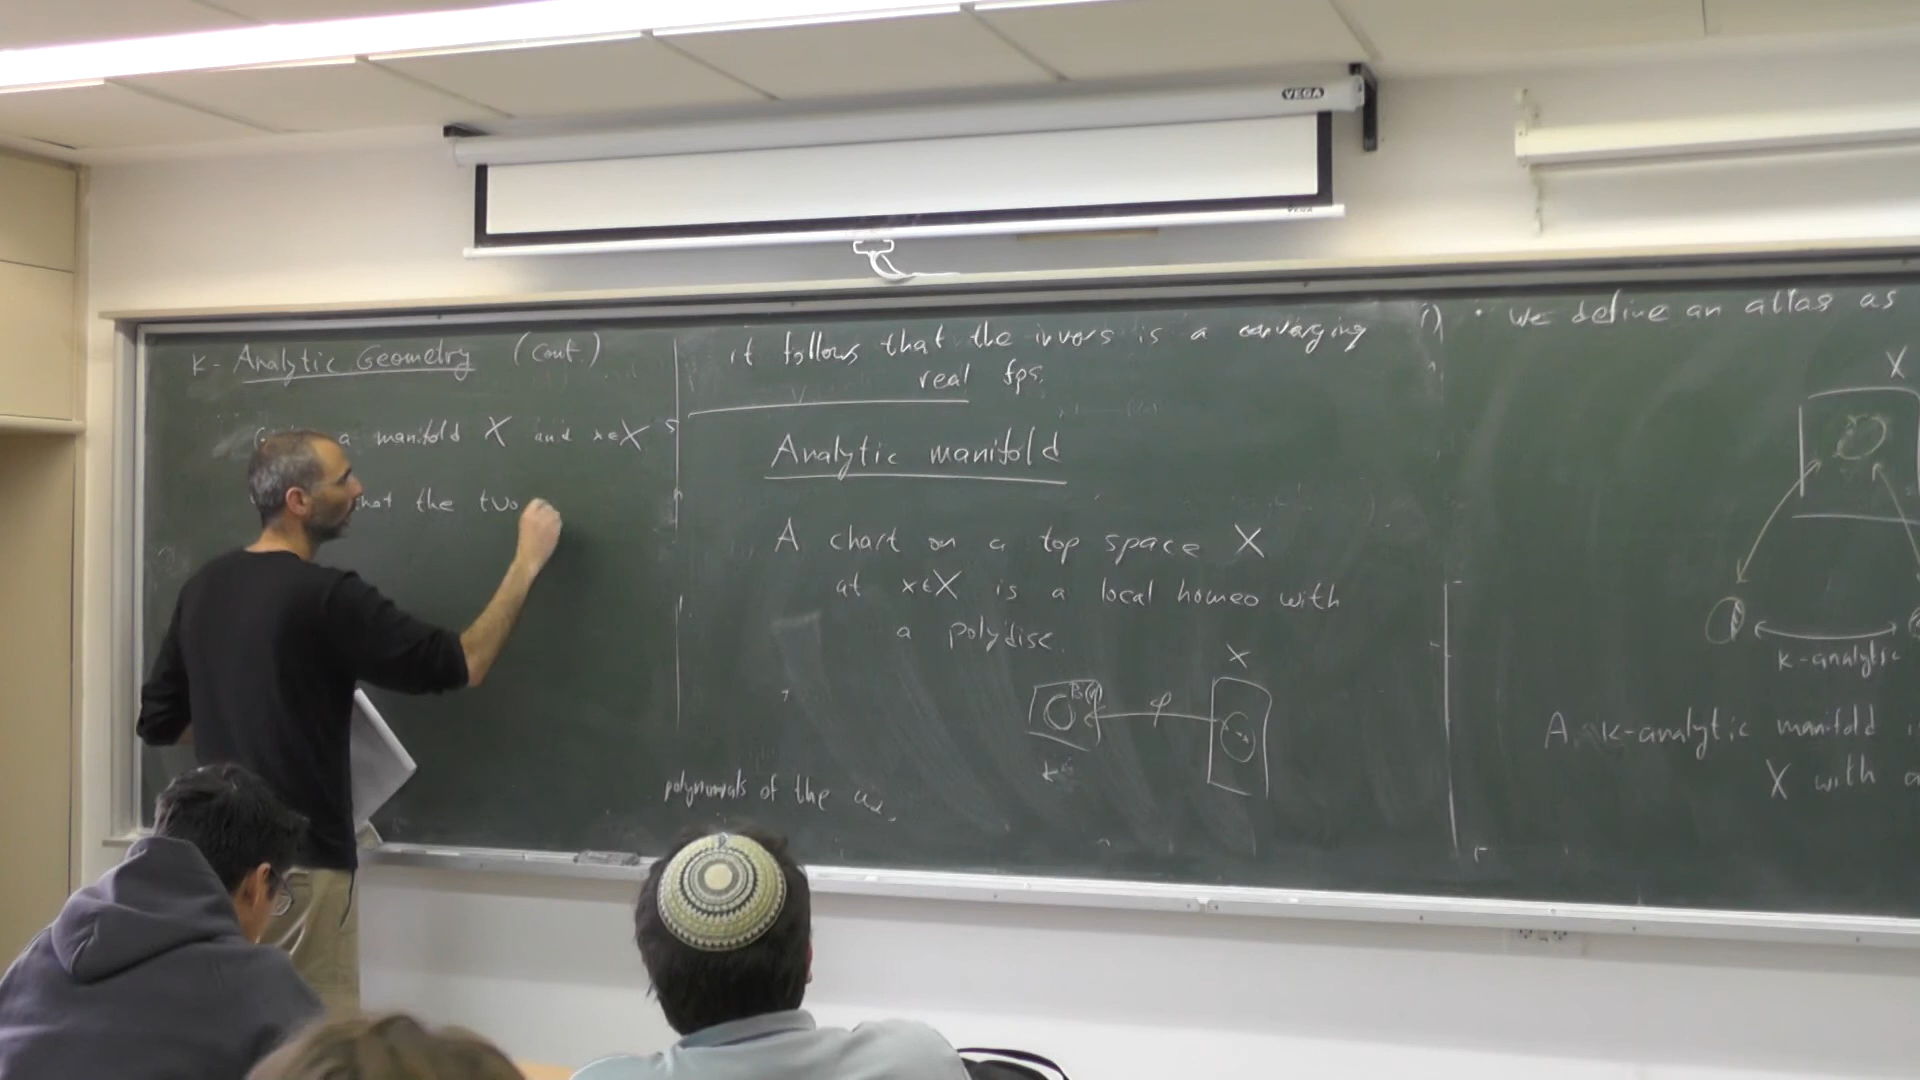 VEGA
K- Analytic Geometry (Cont.)
a manifold X and x∈X
that the two
it follows that the invers is a converging
real fps.
Analytic manifold
A chart on a top space X
at x∈X is a local homeo with
a polydisc.
X
φ
polynomials of the
i) • We define an atlas as
X
K-analytic
A K-analytic manifold
X with a